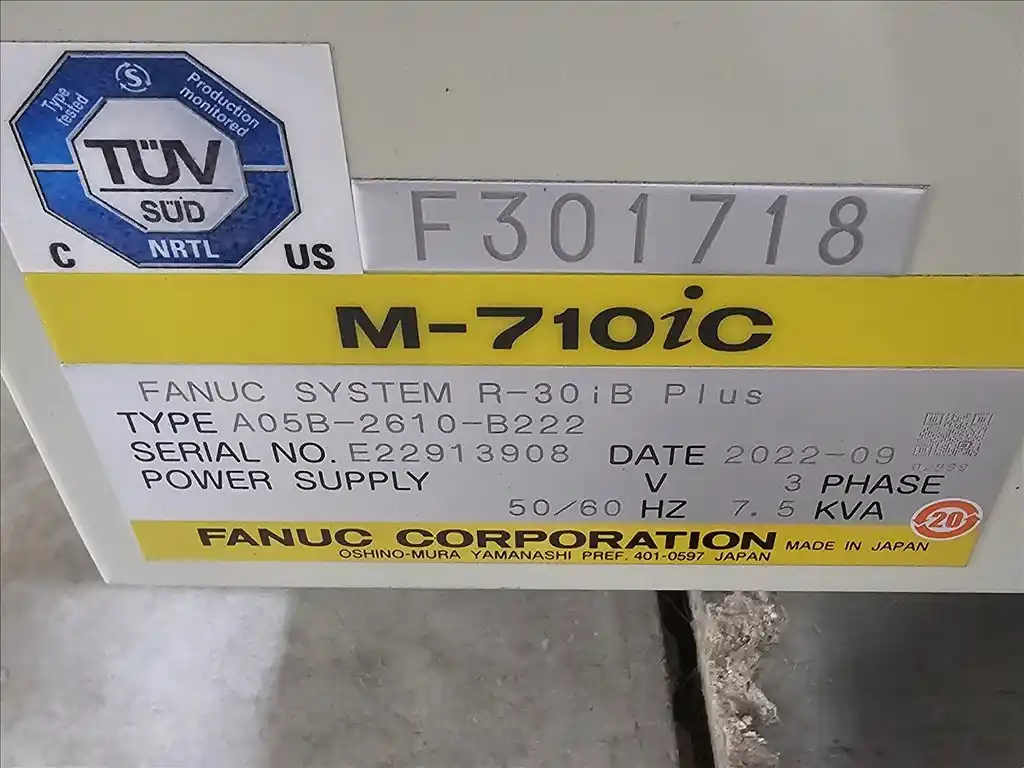 Type tested
S
Production monitored
TÜV
SÜD
NRTL
C US
F301718
M-710iC
FANUC SYSTEM R-30iB Plus
TYPE A05B-2610-B222
SERIAL NO. E22913908 DATE 2022-09
POWER SUPPLY V 3 PHASE
50/60 HZ 7.5 KVA
20
FANUC CORPORATION MADE IN JAPAN
OSHINO-MURA YAMANASHI PREF. 401-0597 JAPAN